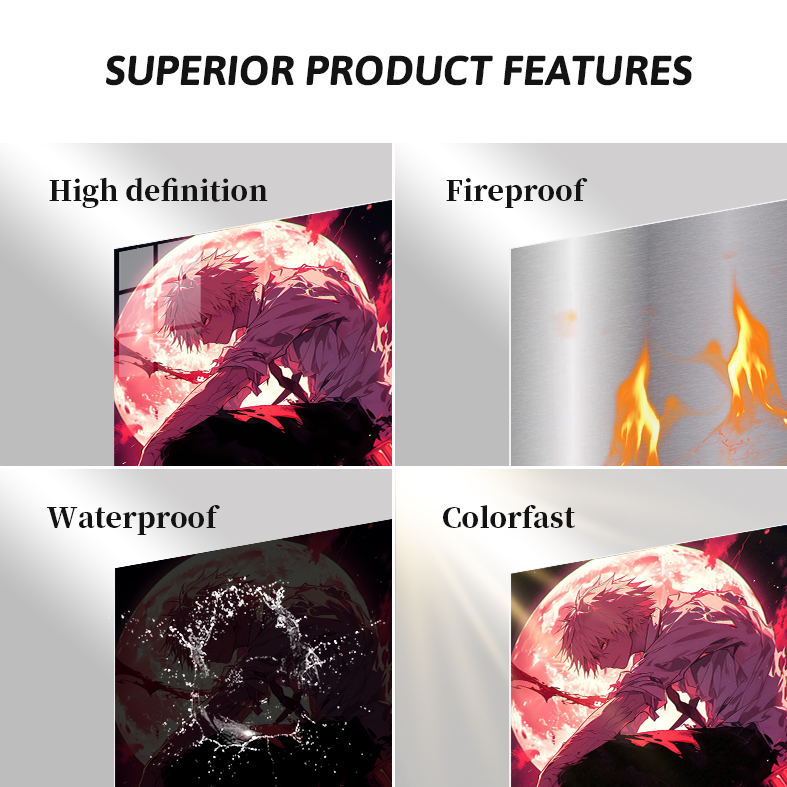 SUPERIOR PRODUCT FEATURES
High definition
Fireproof
Waterproof
Colorfast